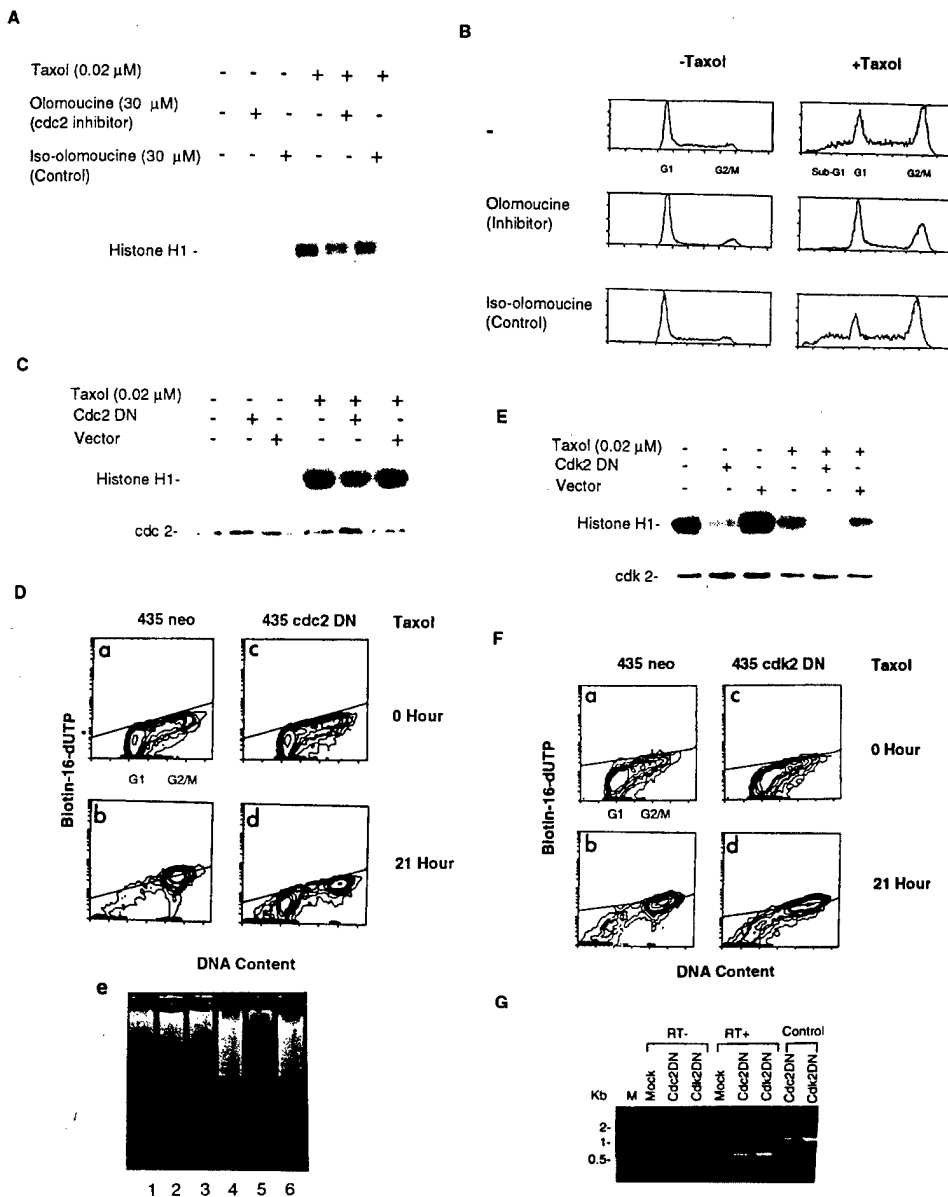 A
Taxol (0.02 µM) - - - + + +
Olomoucine (30 µM) - + - - + -
(cdc2 inhibitor)
Iso-olomoucine (30 µM) - - + - - +
(Control)
Histone H1 -
B
-Taxol +Taxol
-
G1 G2/M Sub-G1 G1 G2/M
Olomoucine
(Inhibitor)
Iso-olomoucine
(Control)
C
Taxol (0.02 µM) - - - + + +
Cdc2 DN - + - - + -
Vector - - + - - +
Histone H1-
cdc 2-
E
Taxol (0.02 µM) - - - + + +
Cdk2 DN - + - - + -
Vector - - + - - +
Histone H1-
cdk 2-
D
435 neo 435 cdc2 DN Taxol
a c
0 Hour
G1 G2/M
Biotin-16-dUTP
b d
21 Hour
DNA Content
e
1 2 3 4 5 6
F
435 neo 435 cdk2 DN Taxol
a c
0 Hour
G1 G2/M
Biotin-16-dUTP
b d
21 Hour
DNA Content
G
RT- RT+ Control
Kb M Mock Cdc2DN Cdk2DN Mock Cdc2DN Cdk2DN Cdc2DN Cdk2DN
2-
1-
0.5-